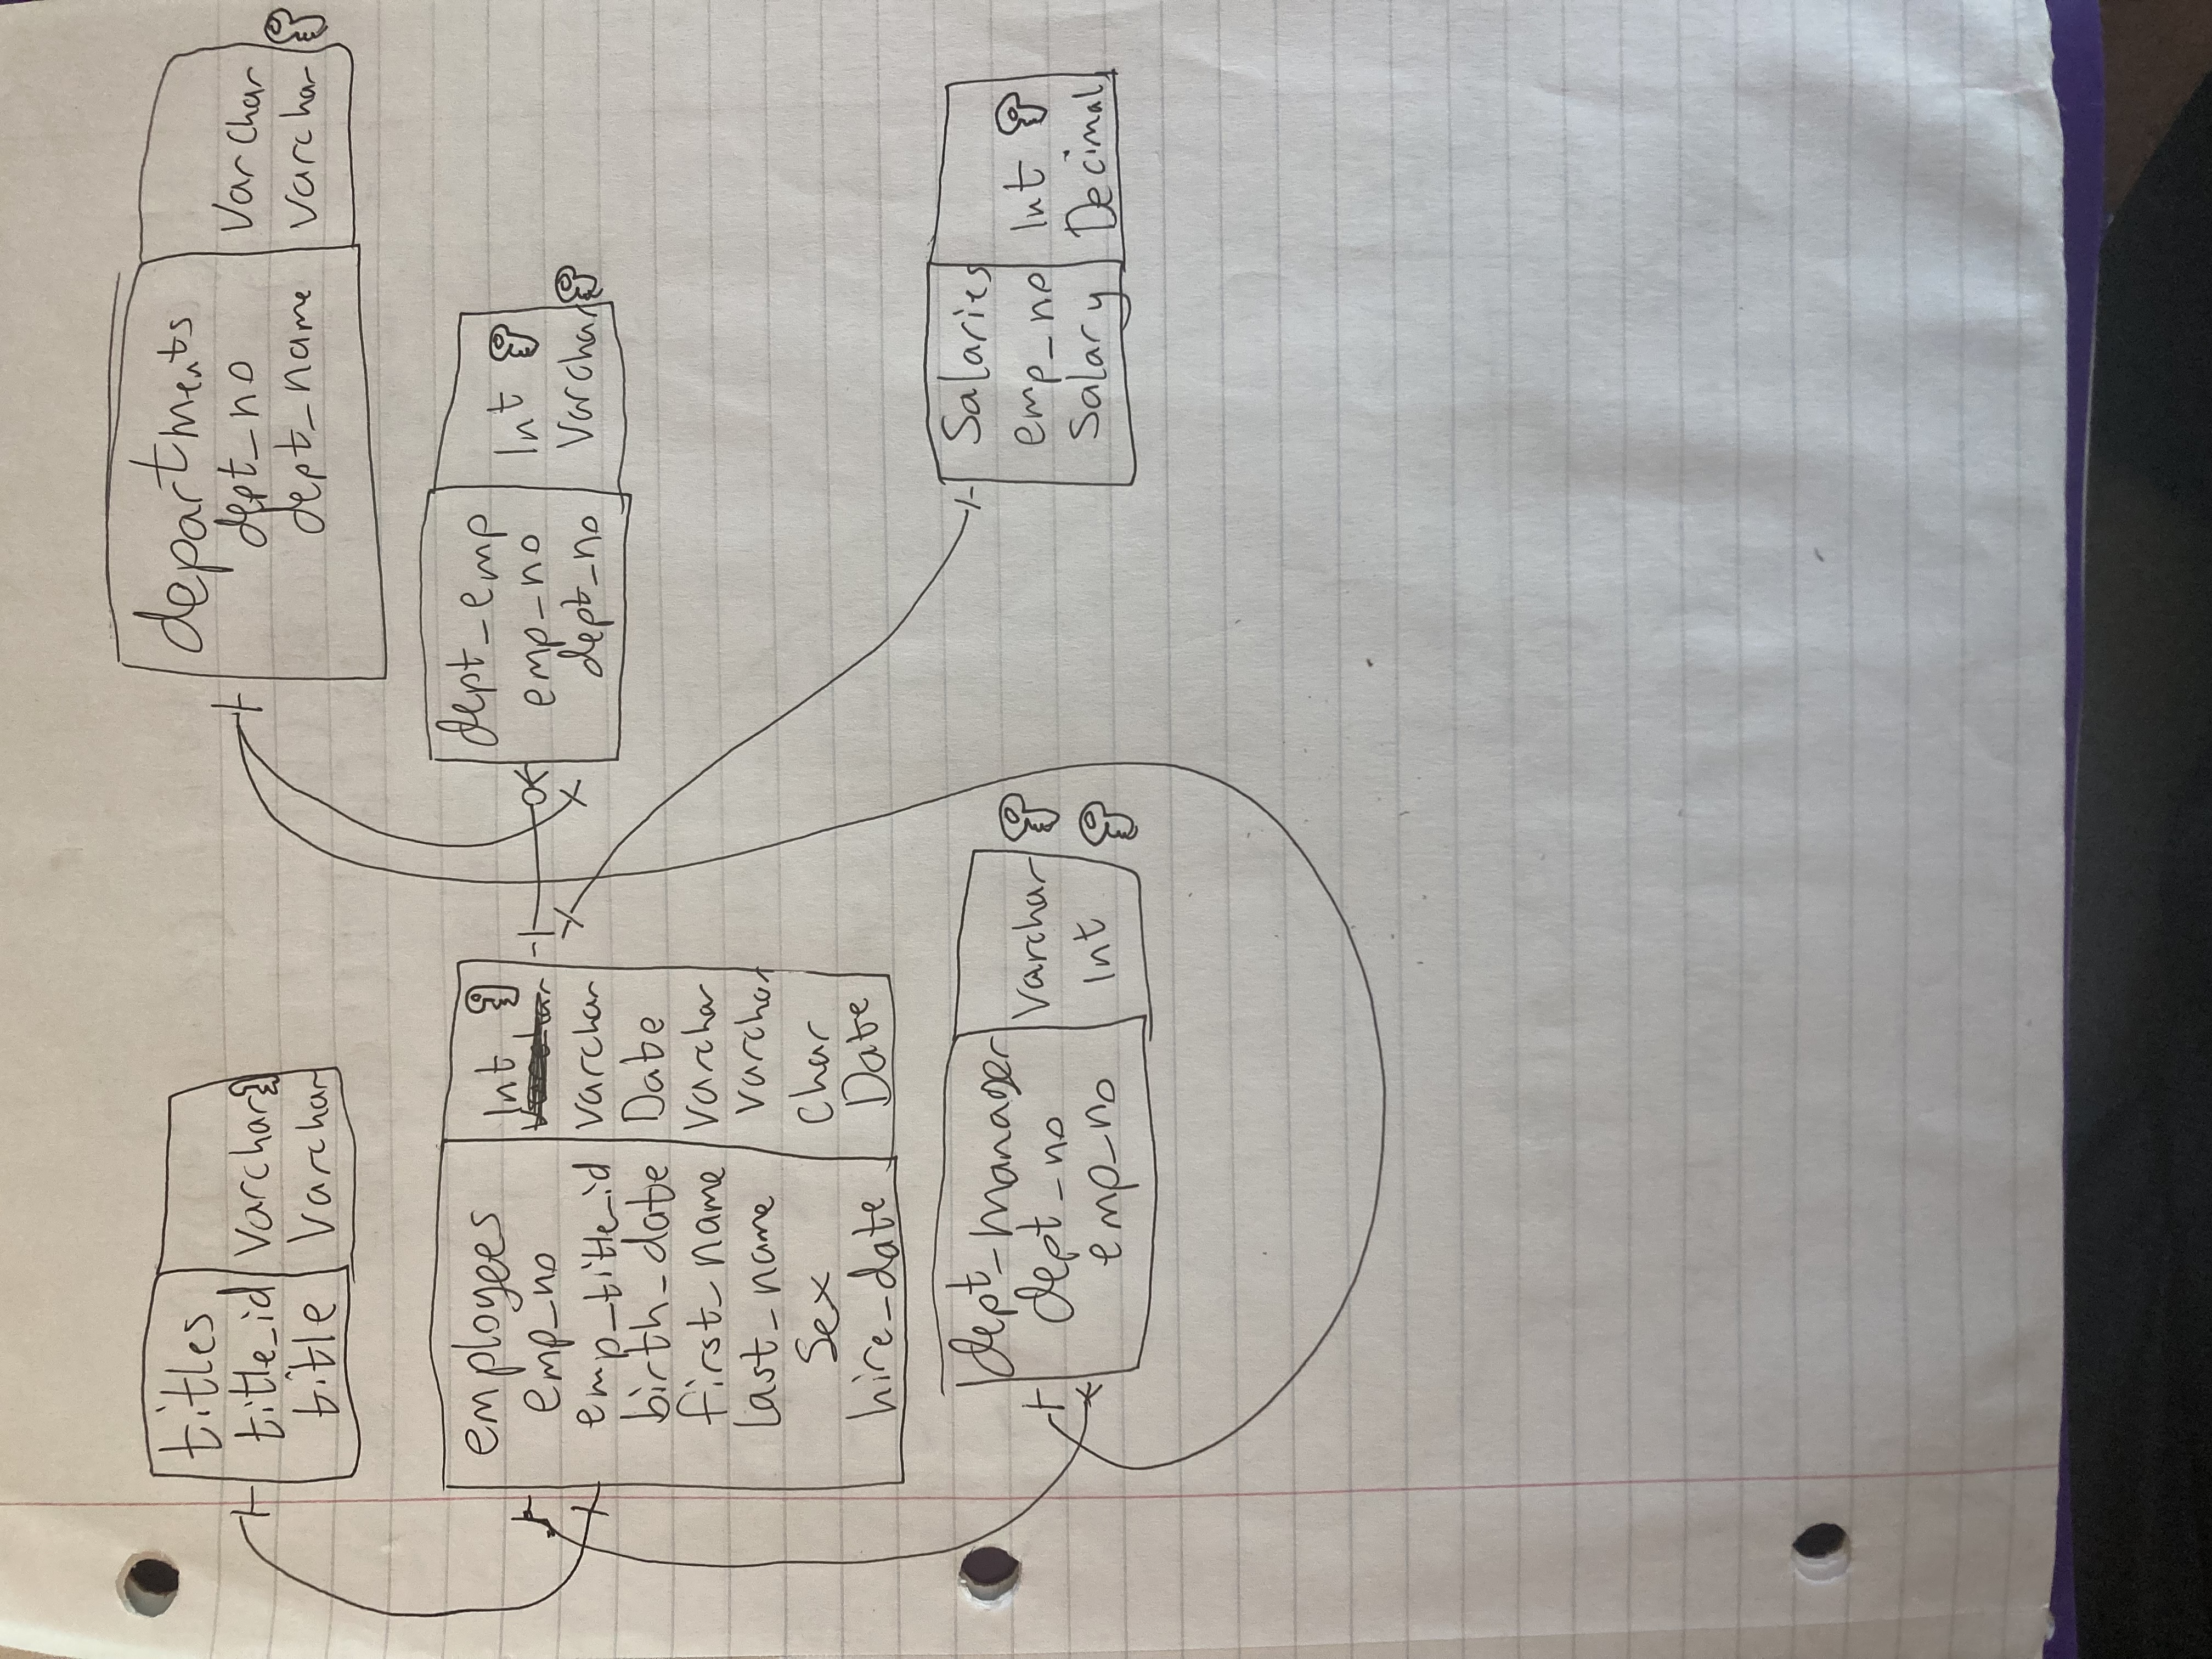 titles
title_id Varchar
title Varchar
departments
dept_no Varchar
dept_name Varchar
employees
emp_no Int
emp_title_id Varchar
birth_date Date
first_name Varchar
last_name Varchar
Sex Char
hire_date Date
dept_emp
emp_no Int
dept_no Varchar
dept_manager
dept_no Varchar
emp_no Int
Salaries
emp_no Int
Salary Decimal